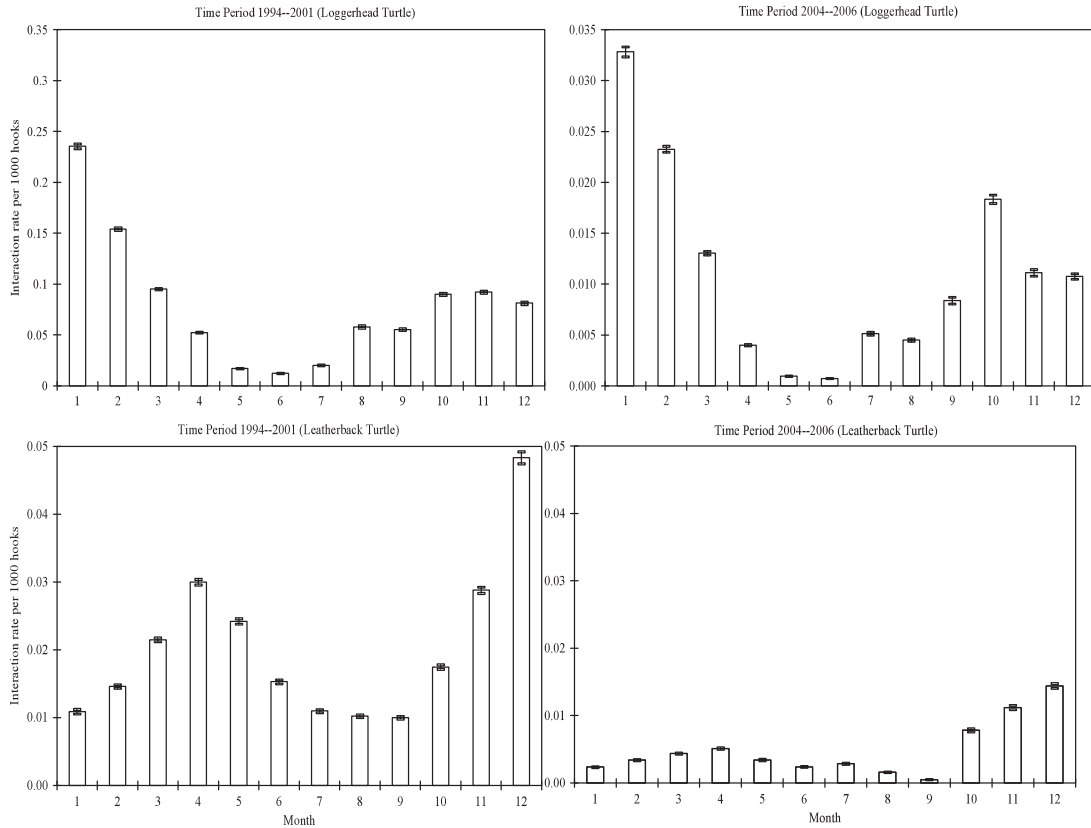 Time Period 1994--2001 (Loggerhead Turtle)
0.35
0.3
0.25
0.2
0.15
0.1
0.05
0
Interaction rate per 1000 hooks
1 2 3 4 5 6 7 8 9 10 11 12
Time Period 2004--2006 (Loggerhead Turtle)
0.035
0.030
0.025
0.020
0.015
0.010
0.005
0.000
1 2 3 4 5 6 7 8 9 10 11 12
Time Period 1994--2001 (Leatherback Turtle)
0.05
0.04
0.03
0.02
0.01
0.00
Interaction rate per 1000 hooks
1 2 3 4 5 6 7 8 9 10 11 12
Month
Time Period 2004--2006 (Leatherback Turtle)
0.05
0.04
0.03
0.02
0.01
0.00
1 2 3 4 5 6 7 8 9 10 11 12
Month